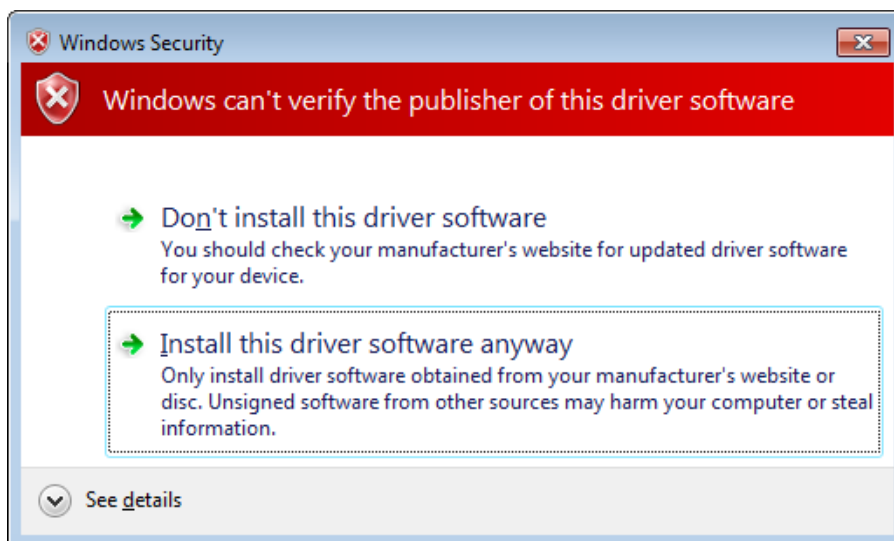 Windows Security
Windows can't verify the publisher of this driver software
Don't install this driver software
You should check your manufacturer's website for updated driver software
for your device.
Install this driver software anyway
Only install driver software obtained from your manufacturer's website or
disc. Unsigned software from other sources may harm your computer or steal
information.
See details